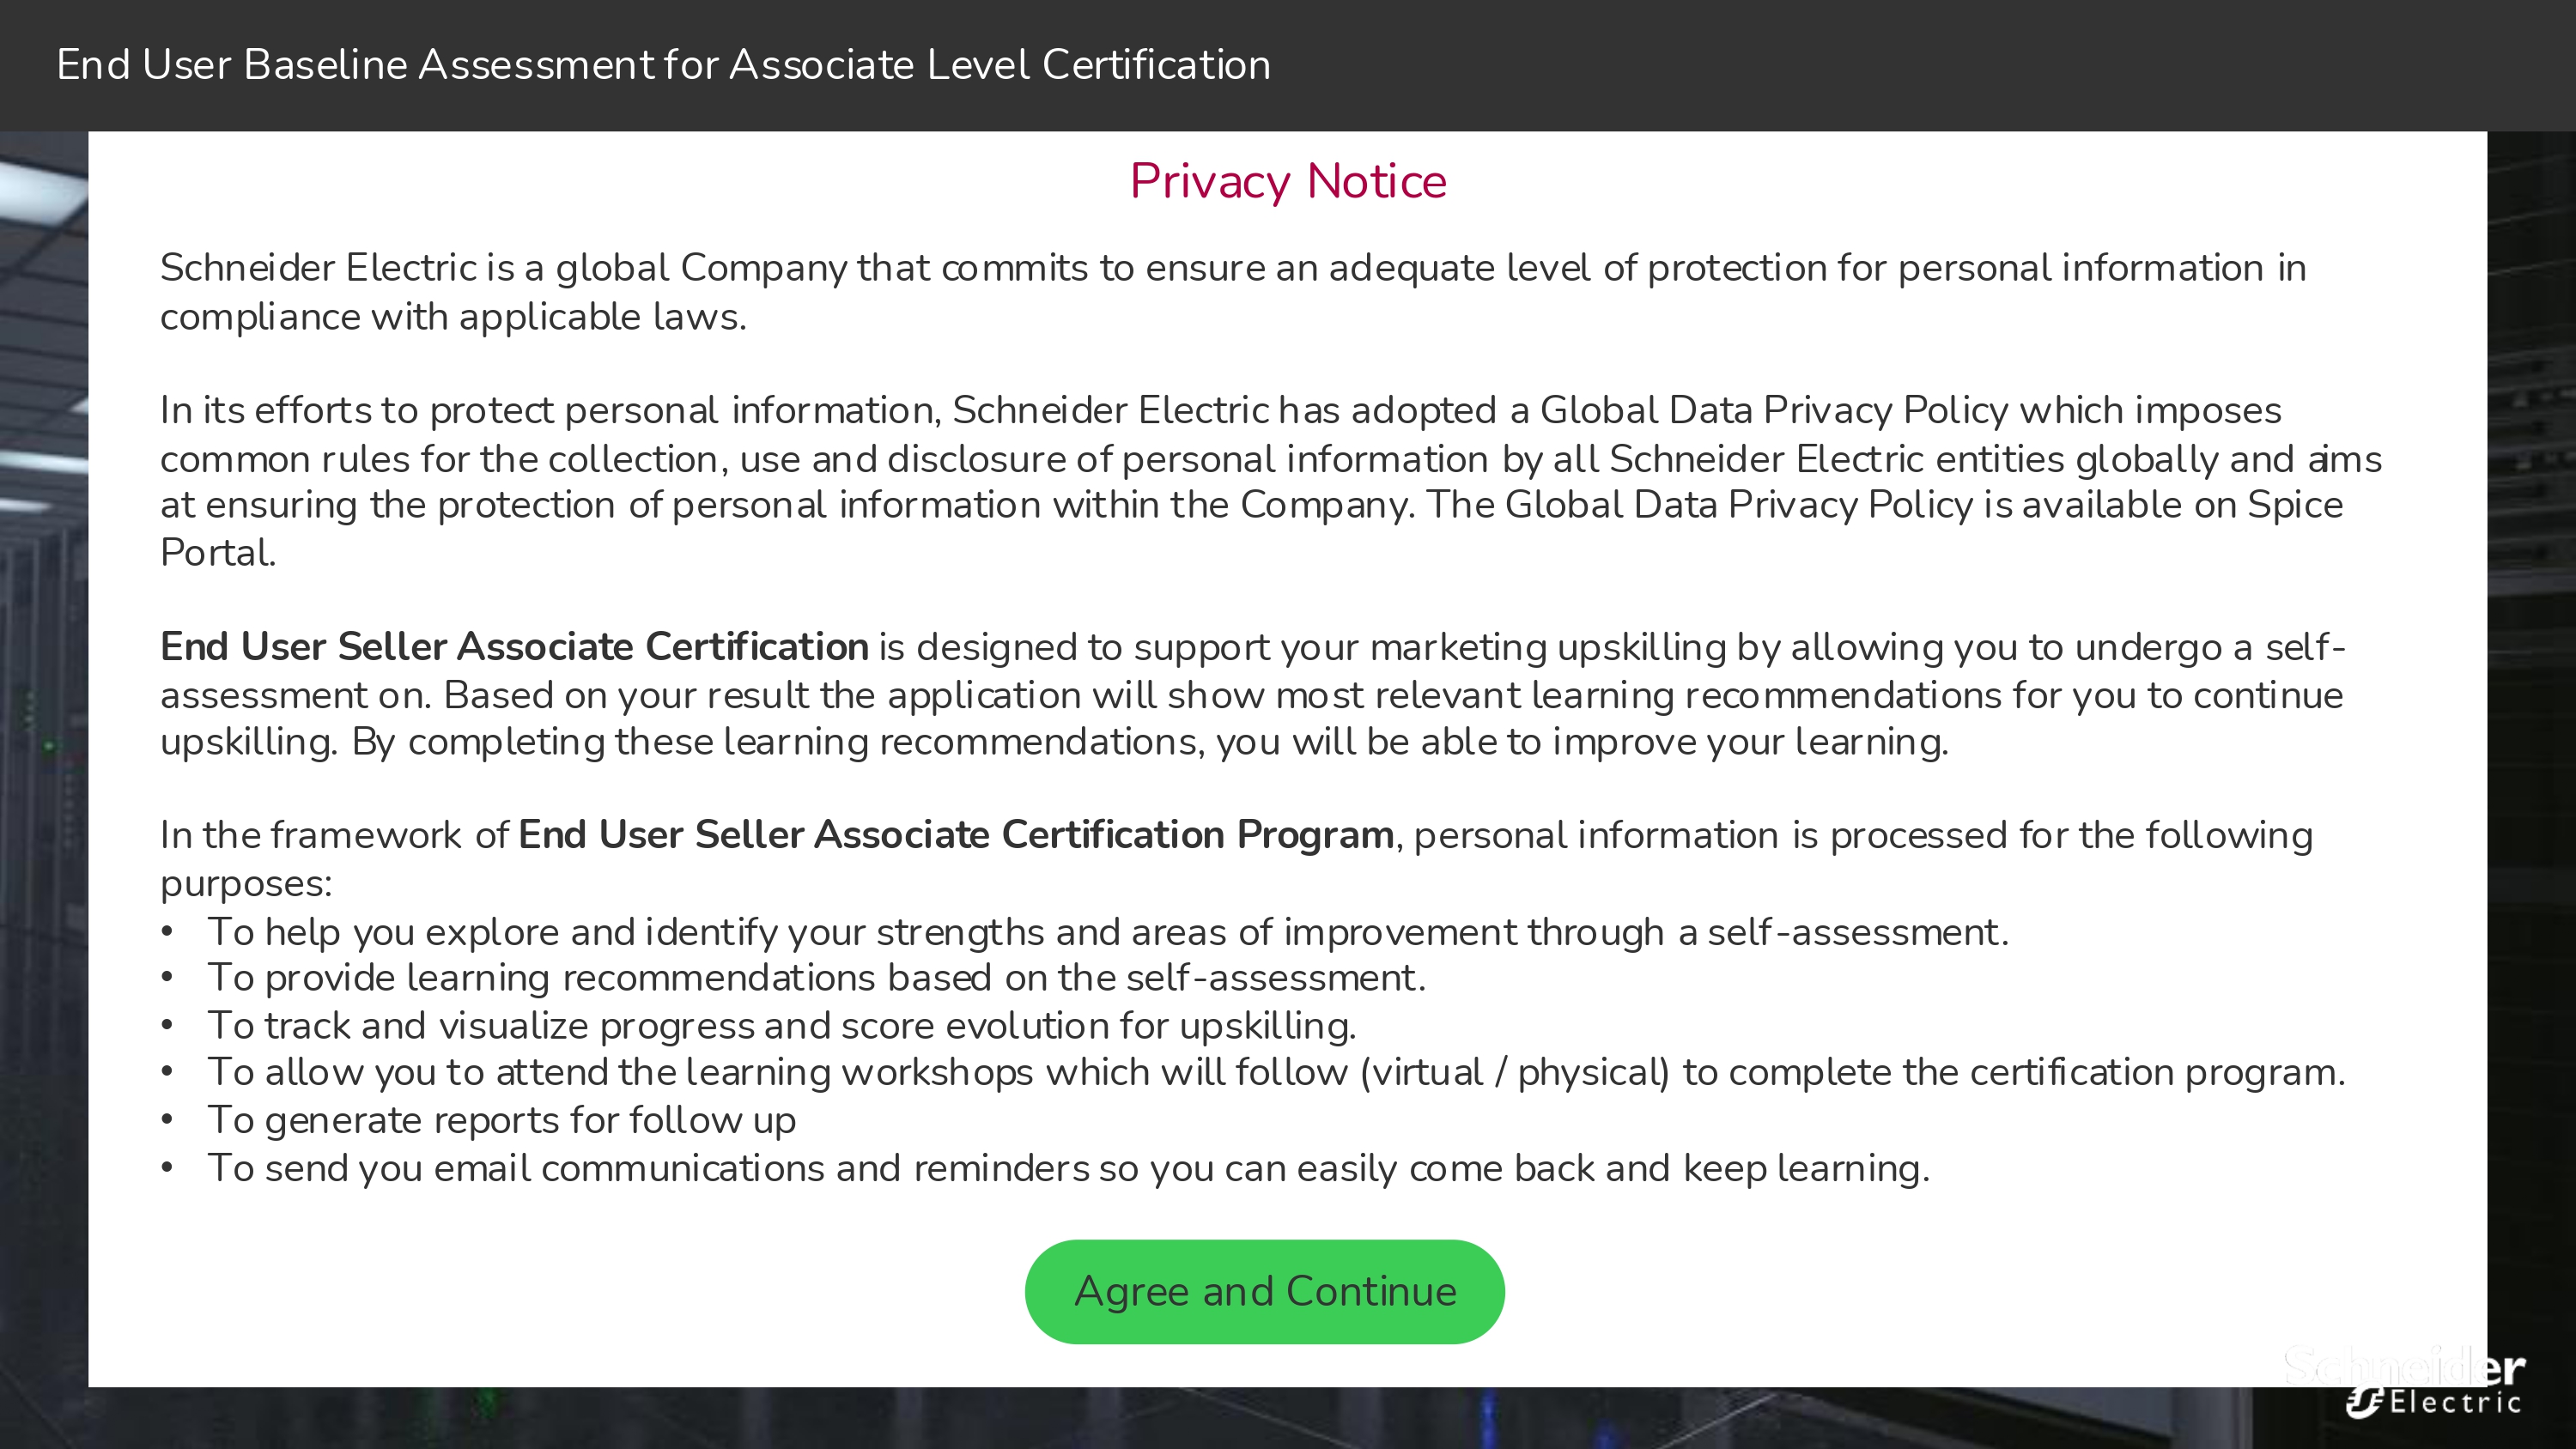 End User Baseline Assessment for Associate Level Certification
Privacy Notice
Schneider Electric is a global Company that commits to ensure an adequate level of protection for personal information in
compliance with applicable laws.
In its efforts to protect personal information, Schneider Electric has adopted a Global Data Privacy Policy which imposes
common rules for the collection, use and disclosure of personal information by all Schneider Electric entities globally and aims
at ensuring the protection of personal information within the Company. The Global Data Privacy Policy is available on Spice
Portal.
End User Seller Associate Certification is designed to support your marketing upskilling by allowing you to undergo a self-
assessment on. Based on your result the application will show most relevant learning recommendations for you to continue
upskilling. By completing these learning recommendations, you will be able to improve your learning.
In the framework of End User Seller Associate Certification Program, personal information is processed for the following
purposes:
• To help you explore and identify your strengths and areas of improvement through a self-assessment.
• To provide learning recommendations based on the self-assessment.
• To track and visualize progress and score evolution for upskilling.
• To allow you to attend the learning workshops which will follow (virtual / physical) to complete the certification program.
• To generate reports for follow up
• To send you email communications and reminders so you can easily come back and keep learning.
Agree and Continue
Schneider
Electric